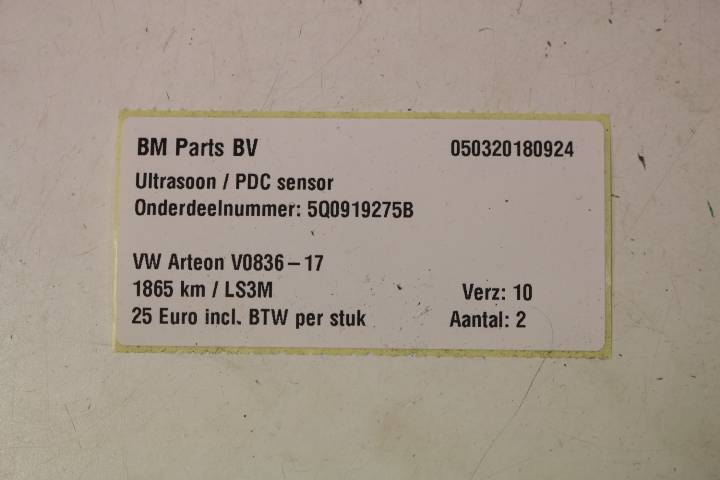 BM Parts BV 050320180924
Ultrasoon / PDC sensor
Onderdeelnummer: 5Q0919275B
VW Arteon V0836 – 17
1865 km / LS3M Verz: 10
25 Euro incl. BTW per stuk Aantal: 2